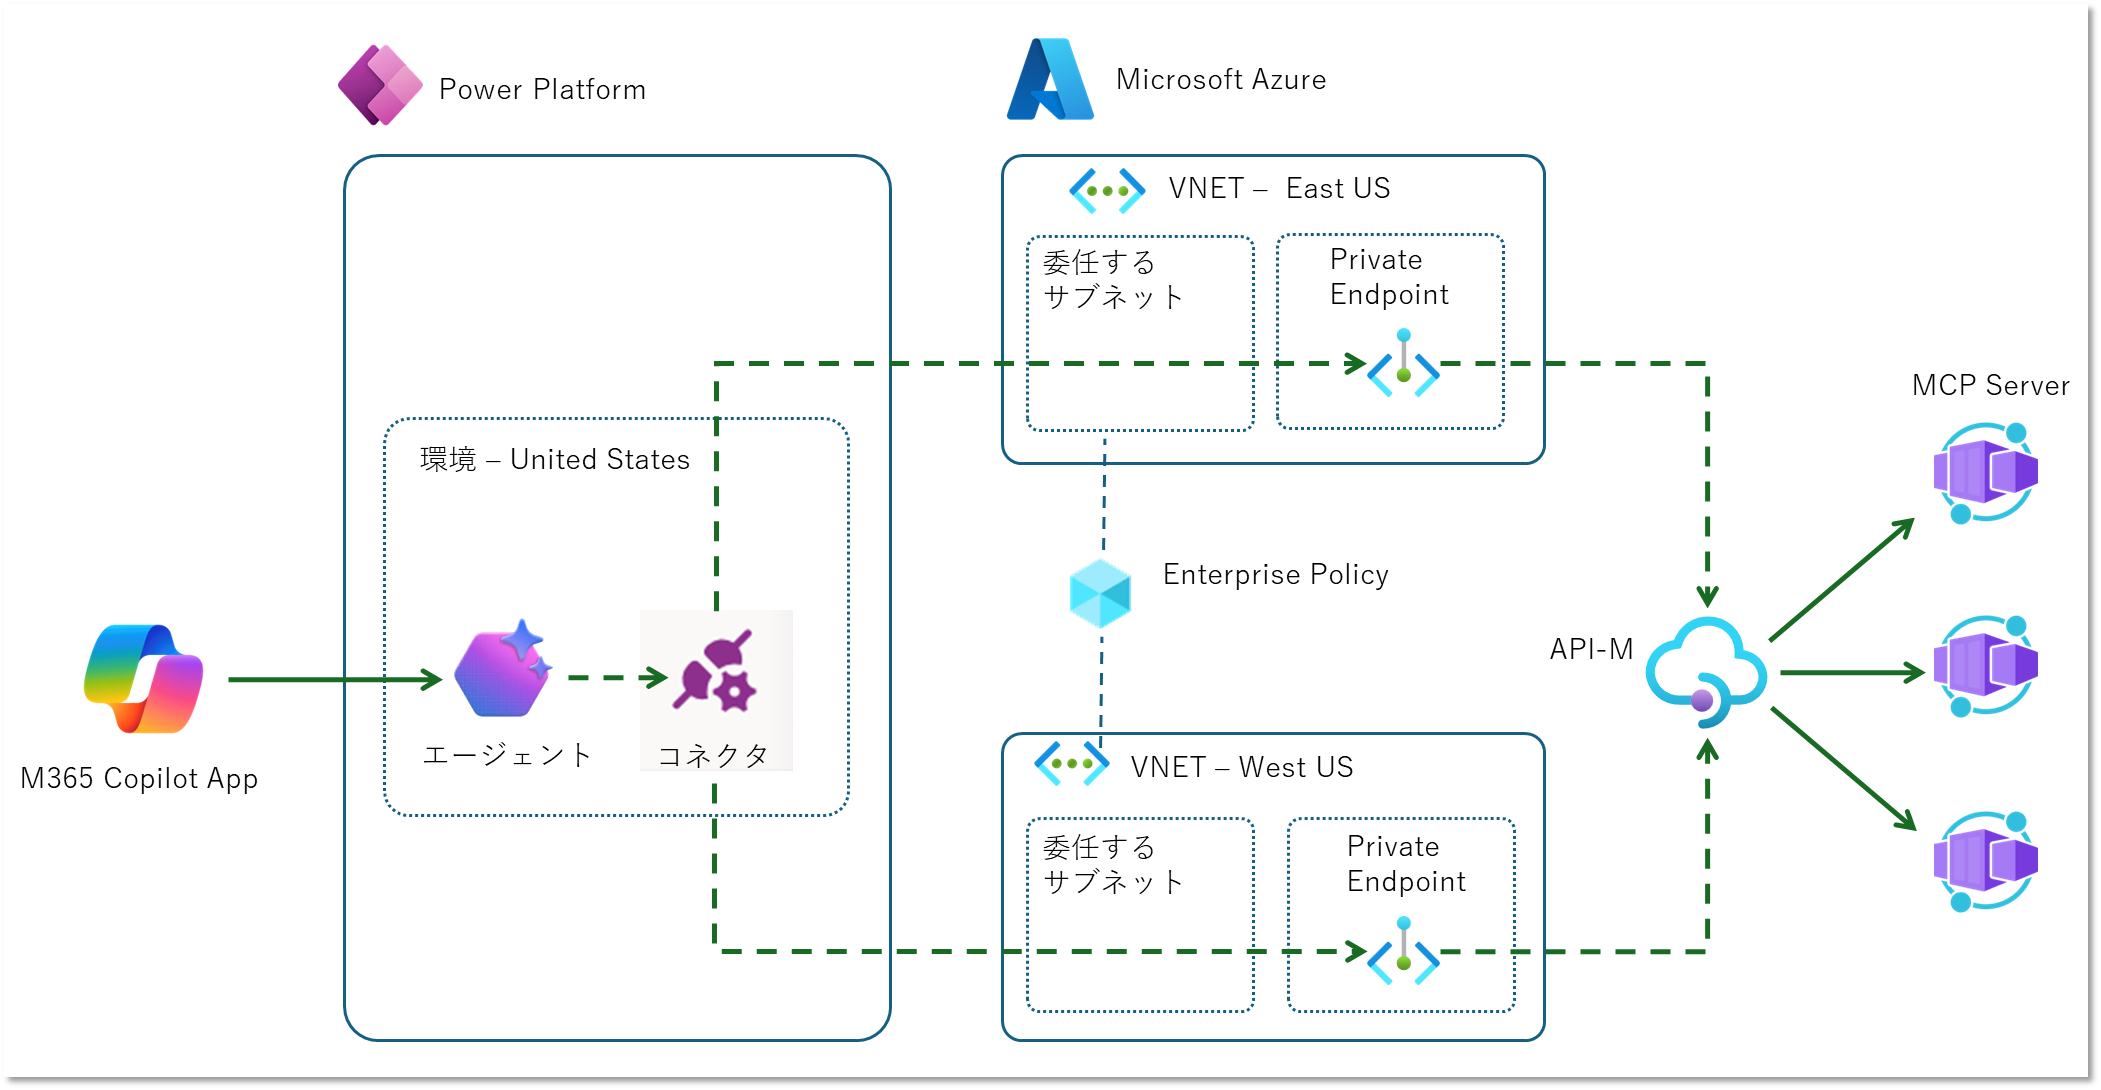 Power Platform
Microsoft Azure
VNET – East US
委任する
サブネット
Private
Endpoint
MCP Server
環境 – United States
Enterprise Policy
API-M
エージェント
コネクタ
M365 Copilot App
VNET – West US
委任する
サブネット
Private
Endpoint